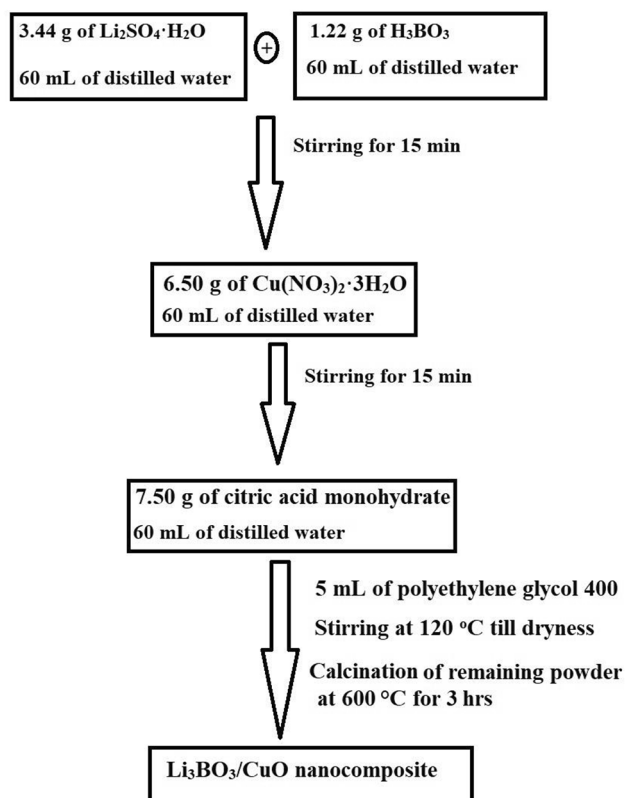 3.44 g of Li₂SO₄·H₂O
60 mL of distilled water
+
1.22 g of H₃BO₃
60 mL of distilled water
Stirring for 15 min
6.50 g of Cu(NO₃)₂·3H₂O
60 mL of distilled water
Stirring for 15 min
7.50 g of citric acid monohydrate
60 mL of distilled water
5 mL of polyethylene glycol 400
Stirring at 120 °C till dryness
Calcination of remaining powder
at 600 °C for 3 hrs
Li₃BO₃/CuO nanocomposite